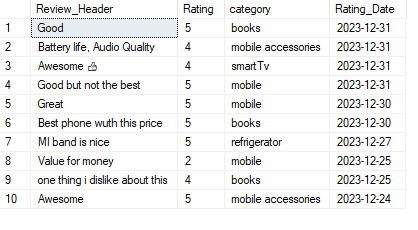 Review_Header Rating category Rating_Date
1 Good 5 books 2023-12-31
2 Battery life, Audio Quality 4 mobile accessories 2023-12-31
3 Awesome 👍 4 smartTv 2023-12-31
4 Good but not the best 5 mobile 2023-12-31
5 Great 5 mobile 2023-12-30
6 Best phone wuth this price 5 books 2023-12-30
7 MI band is nice 5 refrigerator 2023-12-27
8 Value for money 2 mobile 2023-12-25
9 one thing i dislike about this 4 books 2023-12-25
10 Awesome 5 mobile accessories 2023-12-24